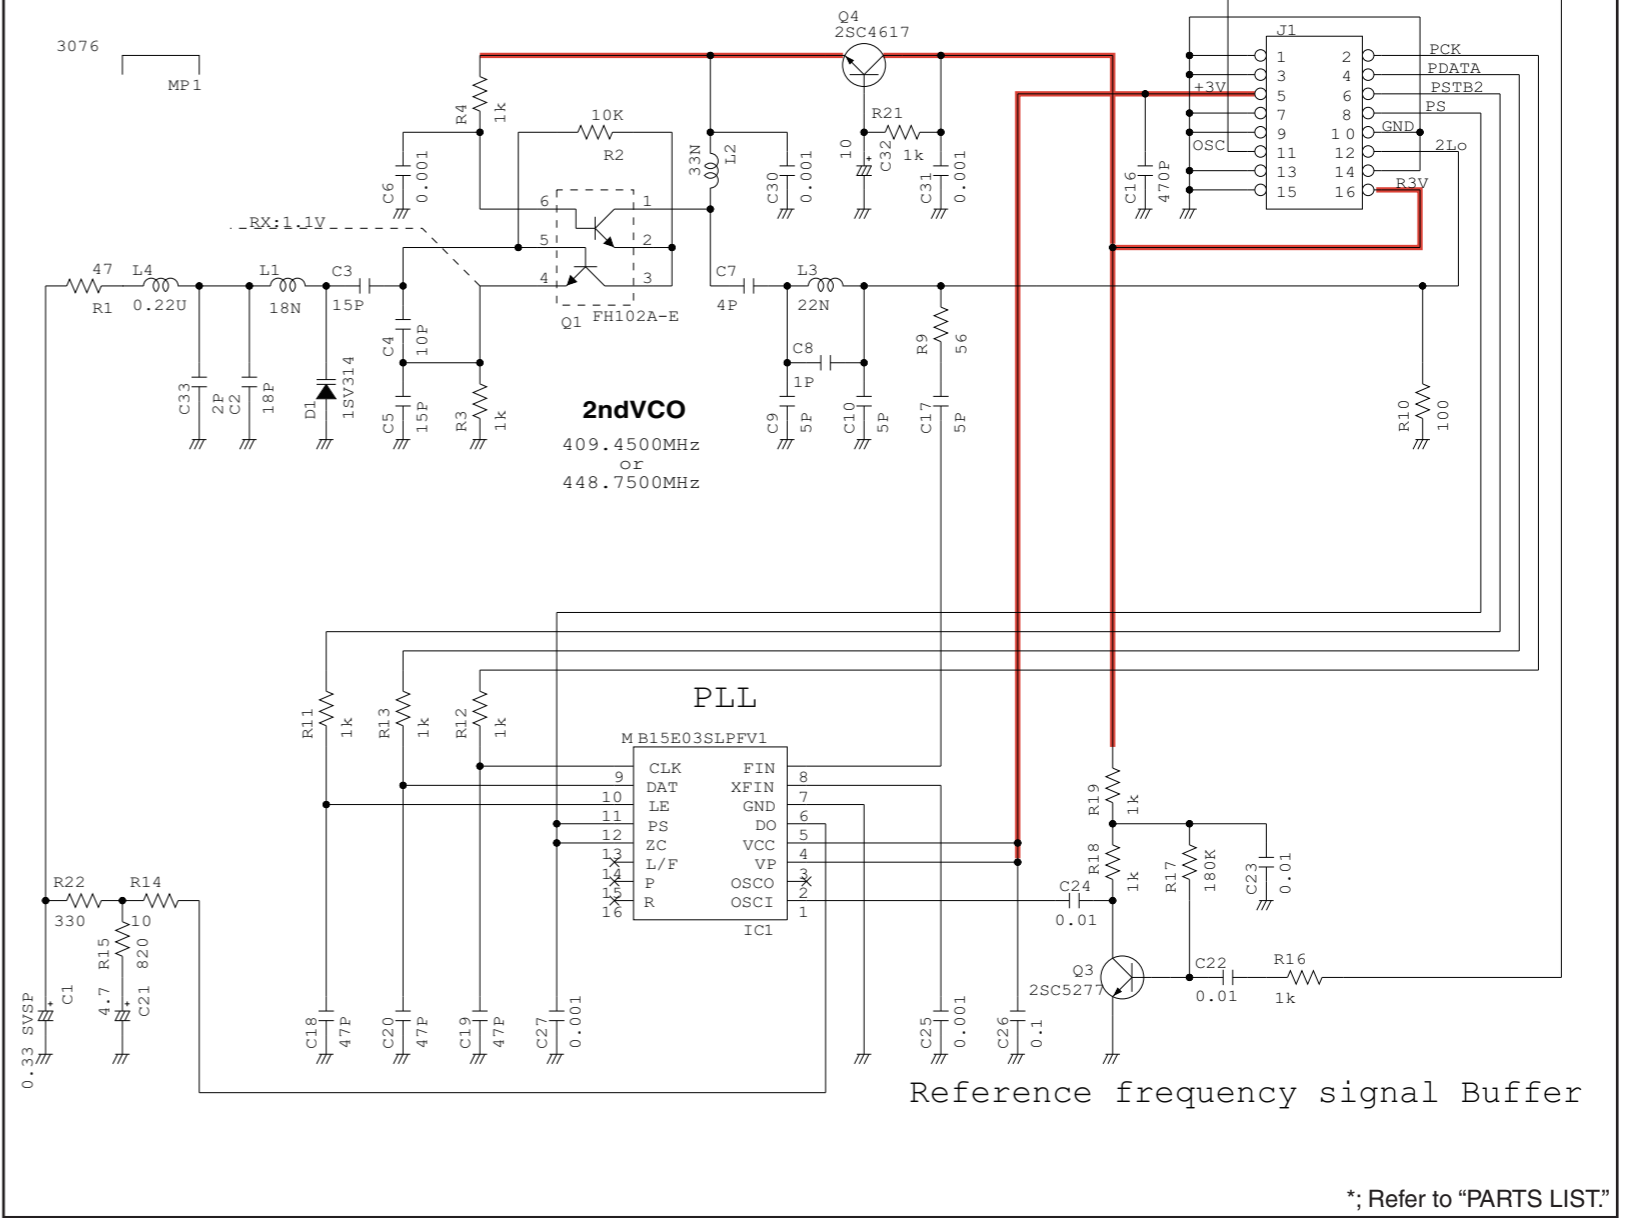 Q4
2SC4617
3076
MP1
J1
1 2 PCK
3 4 PDATA
+3V 5 6 PSTB2
7 8 PS
9 10 GND
OSC 11 12 2Lo
13 14
15 16 R3V
R4 1k
10K
R2
33N L2
C6 0.001
C30 0.001
10 C32
R21
1k
C31 0.001
C16 470P
RX:1.1V
6 1
5 2
4 3
Q1 FH102A-E
47
R1
L4
0.22U
L1
18N
C3
15P
C7
4P
L3
22N
C4 10P
C8
1P
R9 56
C33 2P
C2 18P
D1 1SV314
C5 15P
R3 1k
C9 5P
C10 5P
C17 5P
R10 100
2ndVCO
409.4500MHz
or
448.7500MHz
PLL
R11 1k
R13 1k
R12 1k
MB15E03SLPFV1
CLK FIN
9 DAT XFIN 8
10 LE GND 7
11 PS DO 6
12 ZC VCC 5
13 L/F VP 4
14 P OSCO 3
15 R OSCI 2
16 1
IC1
R19 1k
R18 1k
R17 180K
C23 0.01
C24
0.01
R22
330
R14
10
R15 820
Q3
2SC5277
C22
0.01
R16
1k
0.33 SVSP C1
4.7 C21
C18 47P
C20 47P
C19 47P
C27 0.001
C25 0.001
C26 0.1
Reference frequency signal Buffer
*; Refer to “PARTS LIST.”